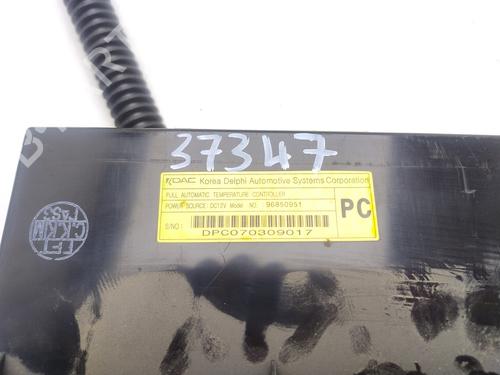 37347
KDAC Korea Delphi Automotive Systems Corporation
FULL AUTOMATIC TEMPERATURE CONTROLLER
POWER SOURCE : DC12V Model NO. 96850951
PC
S/NO :
DPC070309017